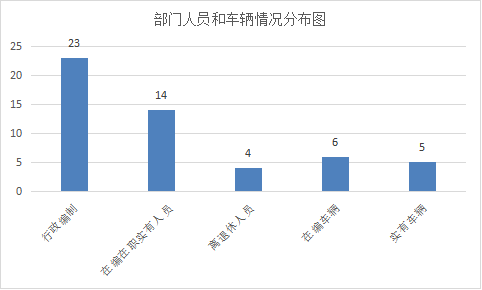 部门人员和车辆情况分布图
25
20
15
10
5
0
23
14
4
6
5
行政编制
在编在职实有人员
离退休人员
在编车辆
实有车辆